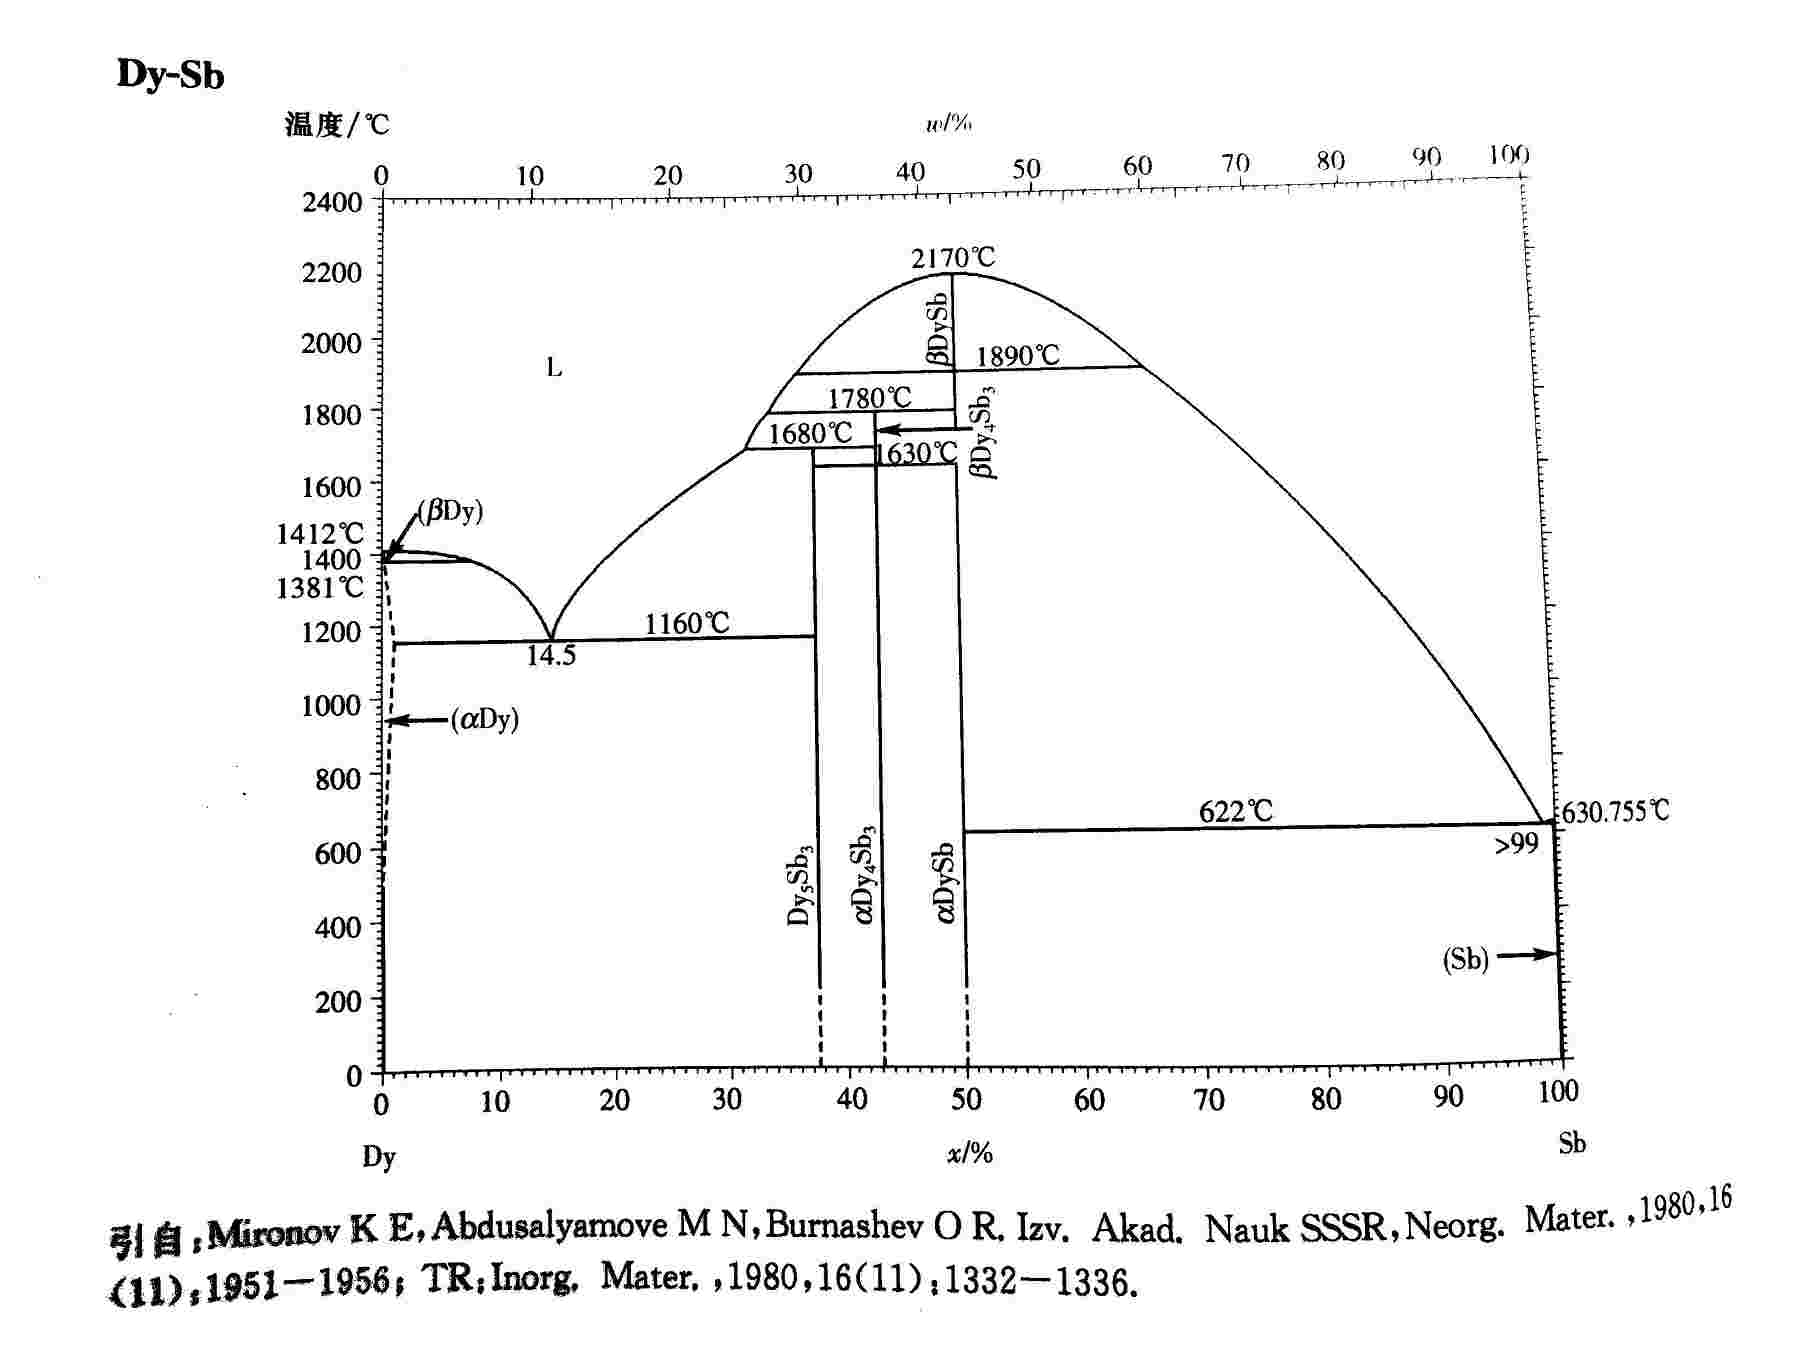 Dy-Sb
温度/℃
w/%
0 10 20 30 40 50 60 70 80 90 100
2400
2200
2000
1800
1600
1400
1200
1000
800
600
400
200
0
2170℃
βDySb
1890℃
L
1780℃
βDy₄Sb₃
1680℃
1630℃
(βDy)
1412℃
1381℃
1160℃
14.5
(αDy)
622℃
630.755℃
>99
Dy₅Sb₃
αDy₄Sb₃
αDySb
(Sb)
0 10 20 30 40 50 60 70 80 90 100
Dy
x/%
Sb
引自:Mironov K E,Abdusalyamove M N,Burnashev O R. Izv. Akad. Nauk SSSR,Neorg. Mater.,1980,16
(11):1951—1956; TR:Inorg. Mater.,1980,16(11):1332—1336.